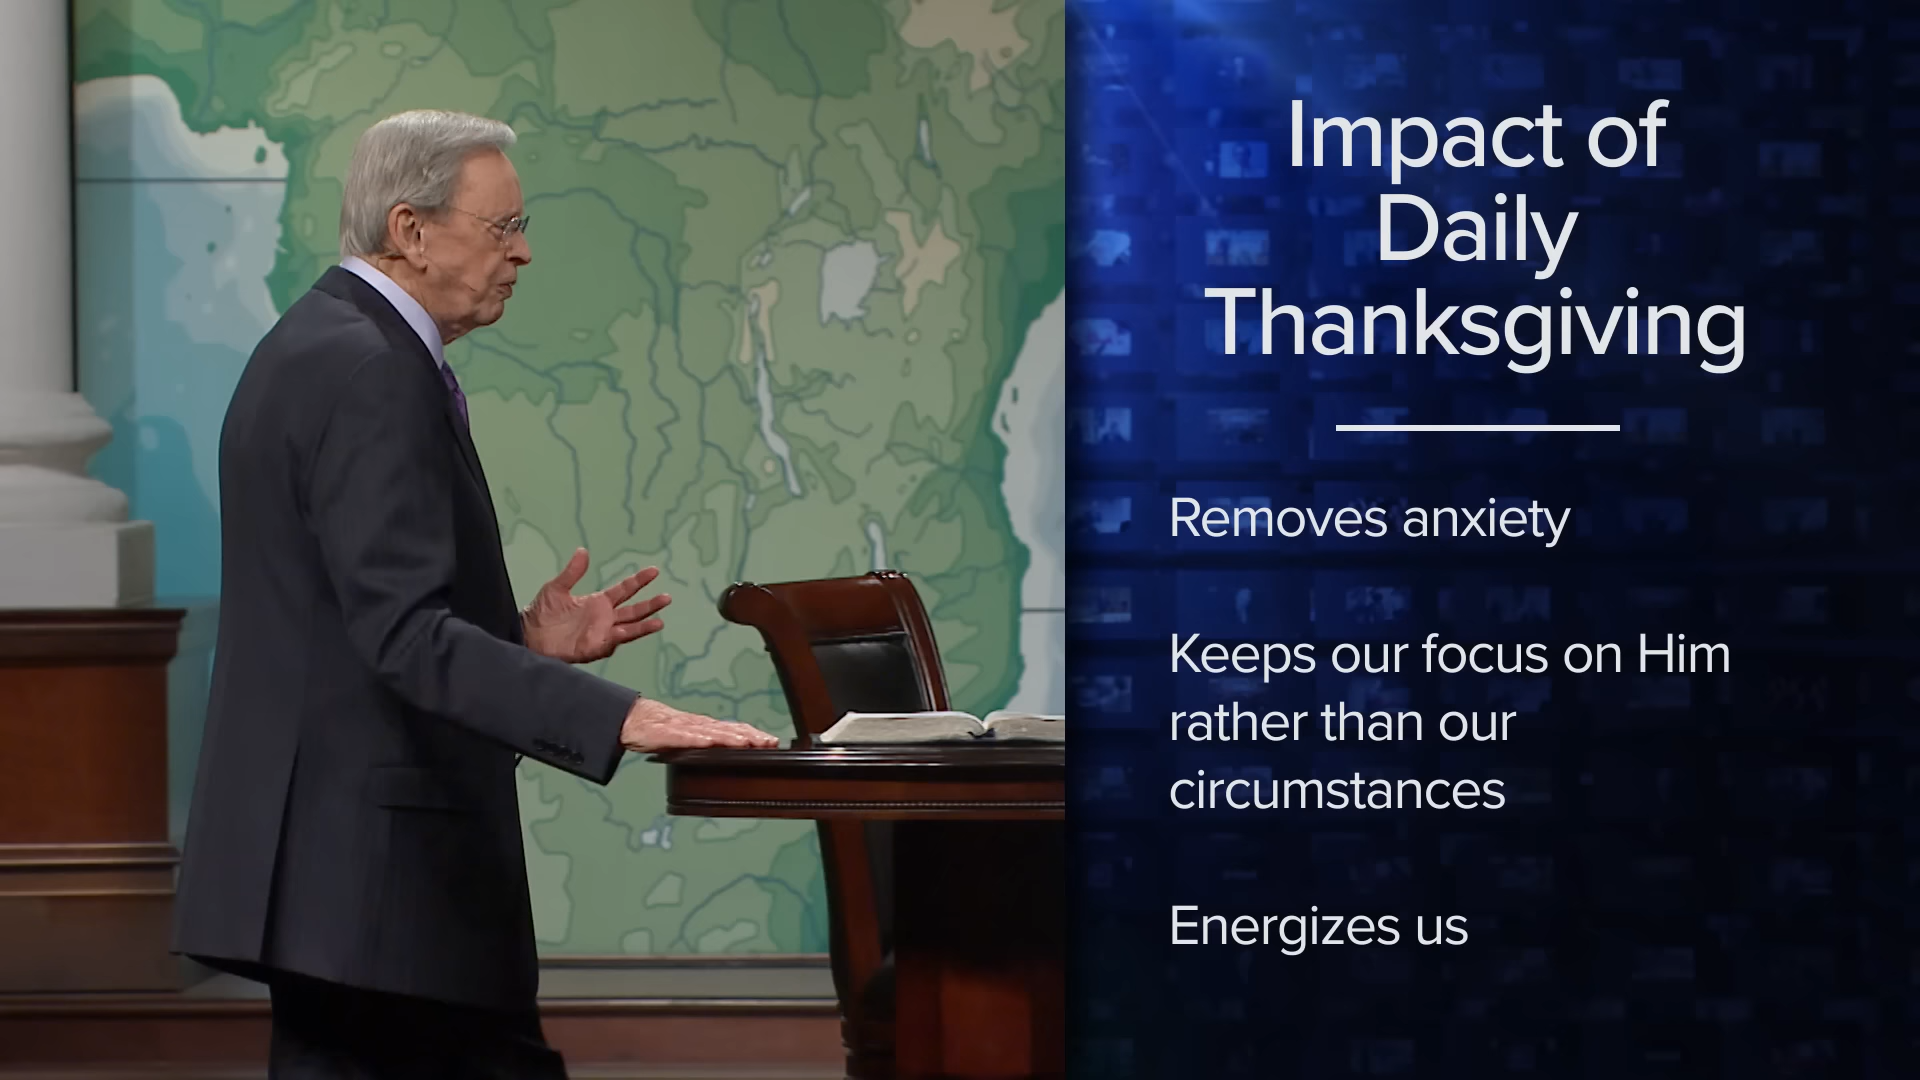 Impact of
Daily
Thanksgiving
Removes anxiety
Keeps our focus on Him
rather than our
circumstances
Energizes us